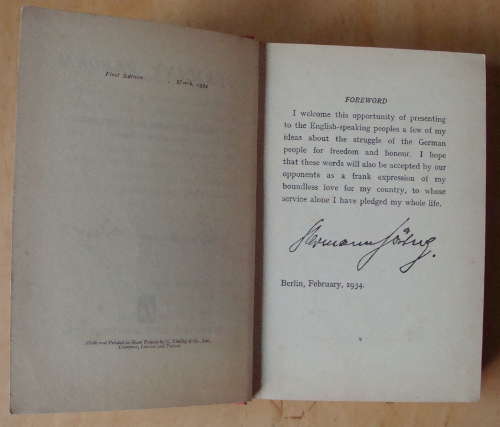 First Edition March, 1934
FOREWORD
I welcome this opportunity of presenting
to the English-speaking peoples a few of my
ideas about the struggle of the German
people for freedom and honour. I hope
that these words will also be accepted by our
opponents as a frank expression of my
boundless love for my country, to whose
service alone I have pledged my whole life.
Hermann Göring.
Berlin, February, 1934.
v